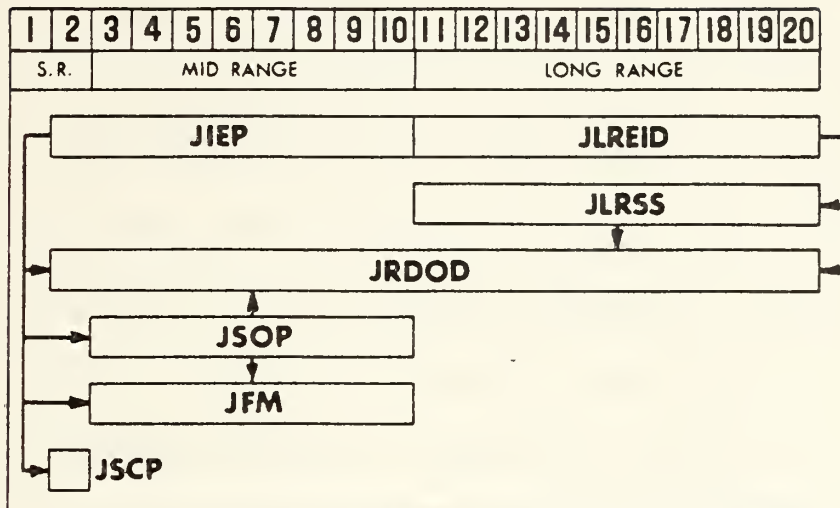 1 2 3 4 5 6 7 8 9 10 11 12 13 14 15 16 17 18 19 20
S.R. MID RANGE LONG RANGE
JIEP JLREID
JLRSS
JRDOD
JSOP
JFM
JSCP